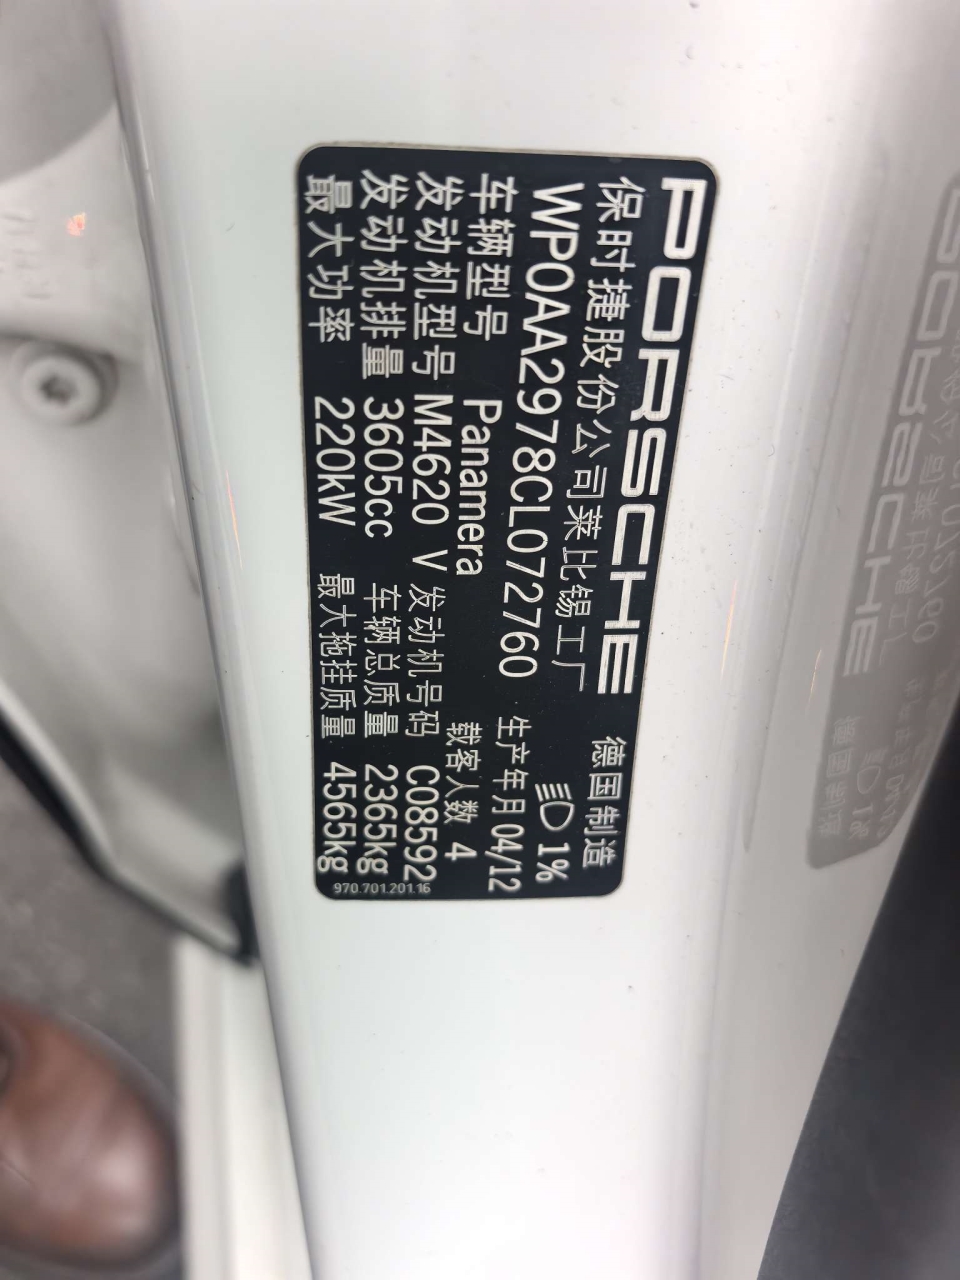 PORSCHE
保时捷股份公司莱比锡工厂 德国制造
WP0AA2978CL072760 1%
生产年月 04/12
车辆型号 Panamera 载客人数 4
发动机型号 M4620 V 发动机号码 C08592
发动机排量 3605cc 车辆总质量 2365kg
最大功率 220kW 最大拖挂质量 4565kg
970.701.201.16